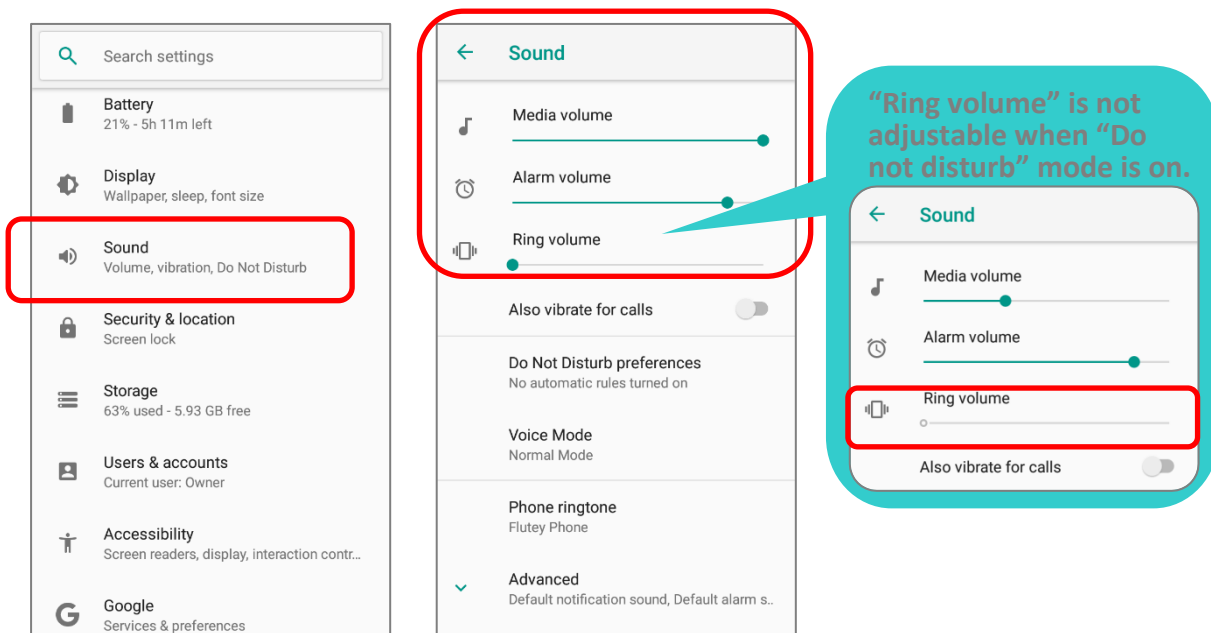 Search settings
Battery
21% - 5h 11m left
Display
Wallpaper, sleep, font size
Sound
Volume, vibration, Do Not Disturb
Security & location
Screen lock
Storage
63% used - 5.93 GB free
Users & accounts
Current user: Owner
Accessibility
Screen readers, display, interaction contr...
Google
Services & preferences
Sound
Media volume
Alarm volume
Ring volume
Also vibrate for calls
Do Not Disturb preferences
No automatic rules turned on
Voice Mode
Normal Mode
Phone ringtone
Flutey Phone
Advanced
Default notification sound, Default alarm s..
“Ring volume” is not
adjustable when “Do
not disturb” mode is on.
Sound
Media volume
Alarm volume
Ring volume
Also vibrate for calls